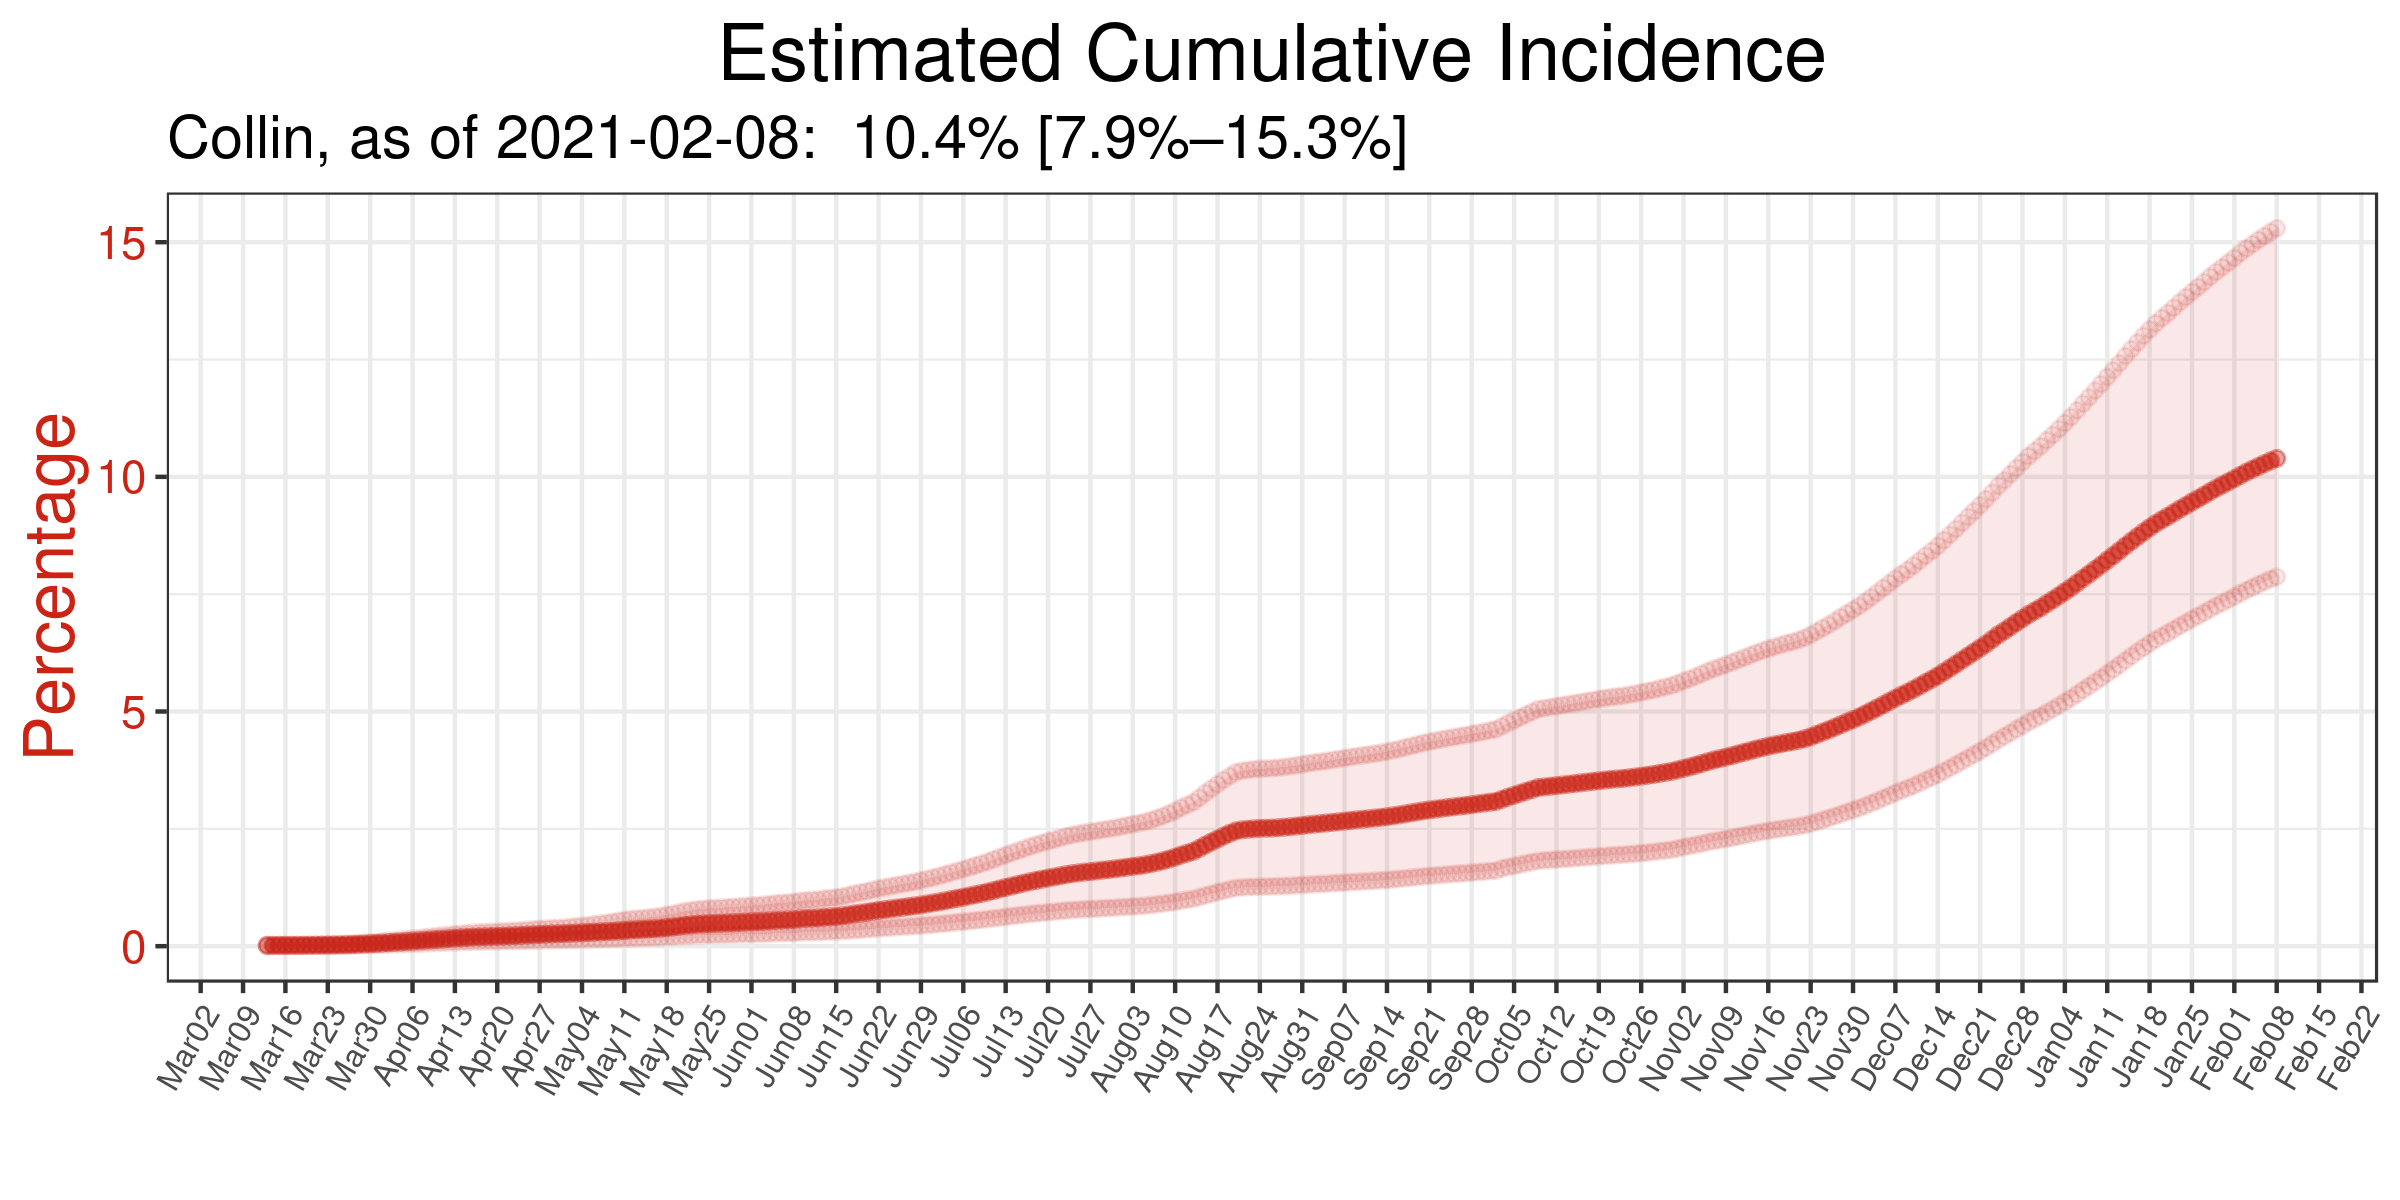 Estimated Cumulative Incidence
Collin, as of 2021-02-08:  10.4% [7.9%–15.3%]
Percentage
15
10
5
0
Mar02
Mar09
Mar16
Mar23
Mar30
Apr06
Apr13
Apr20
Apr27
May04
May11
May18
May25
Jun01
Jun08
Jun15
Jun22
Jun29
Jul06
Jul13
Jul20
Jul27
Aug03
Aug10
Aug17
Aug24
Aug31
Sep07
Sep14
Sep21
Sep28
Oct05
Oct12
Oct19
Oct26
Nov02
Nov09
Nov16
Nov23
Nov30
Dec07
Dec14
Dec21
Dec28
Jan04
Jan11
Jan18
Jan25
Feb01
Feb08
Feb15
Feb22